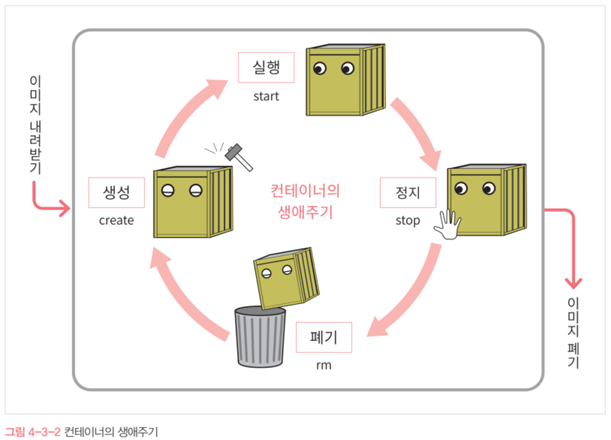 이미지 내려받기
실행
start
생성
create
컨테이너의
생애주기
정지
stop
폐기
rm
이미지 폐기
그림 4-3-2 컨테이너의 생애주기